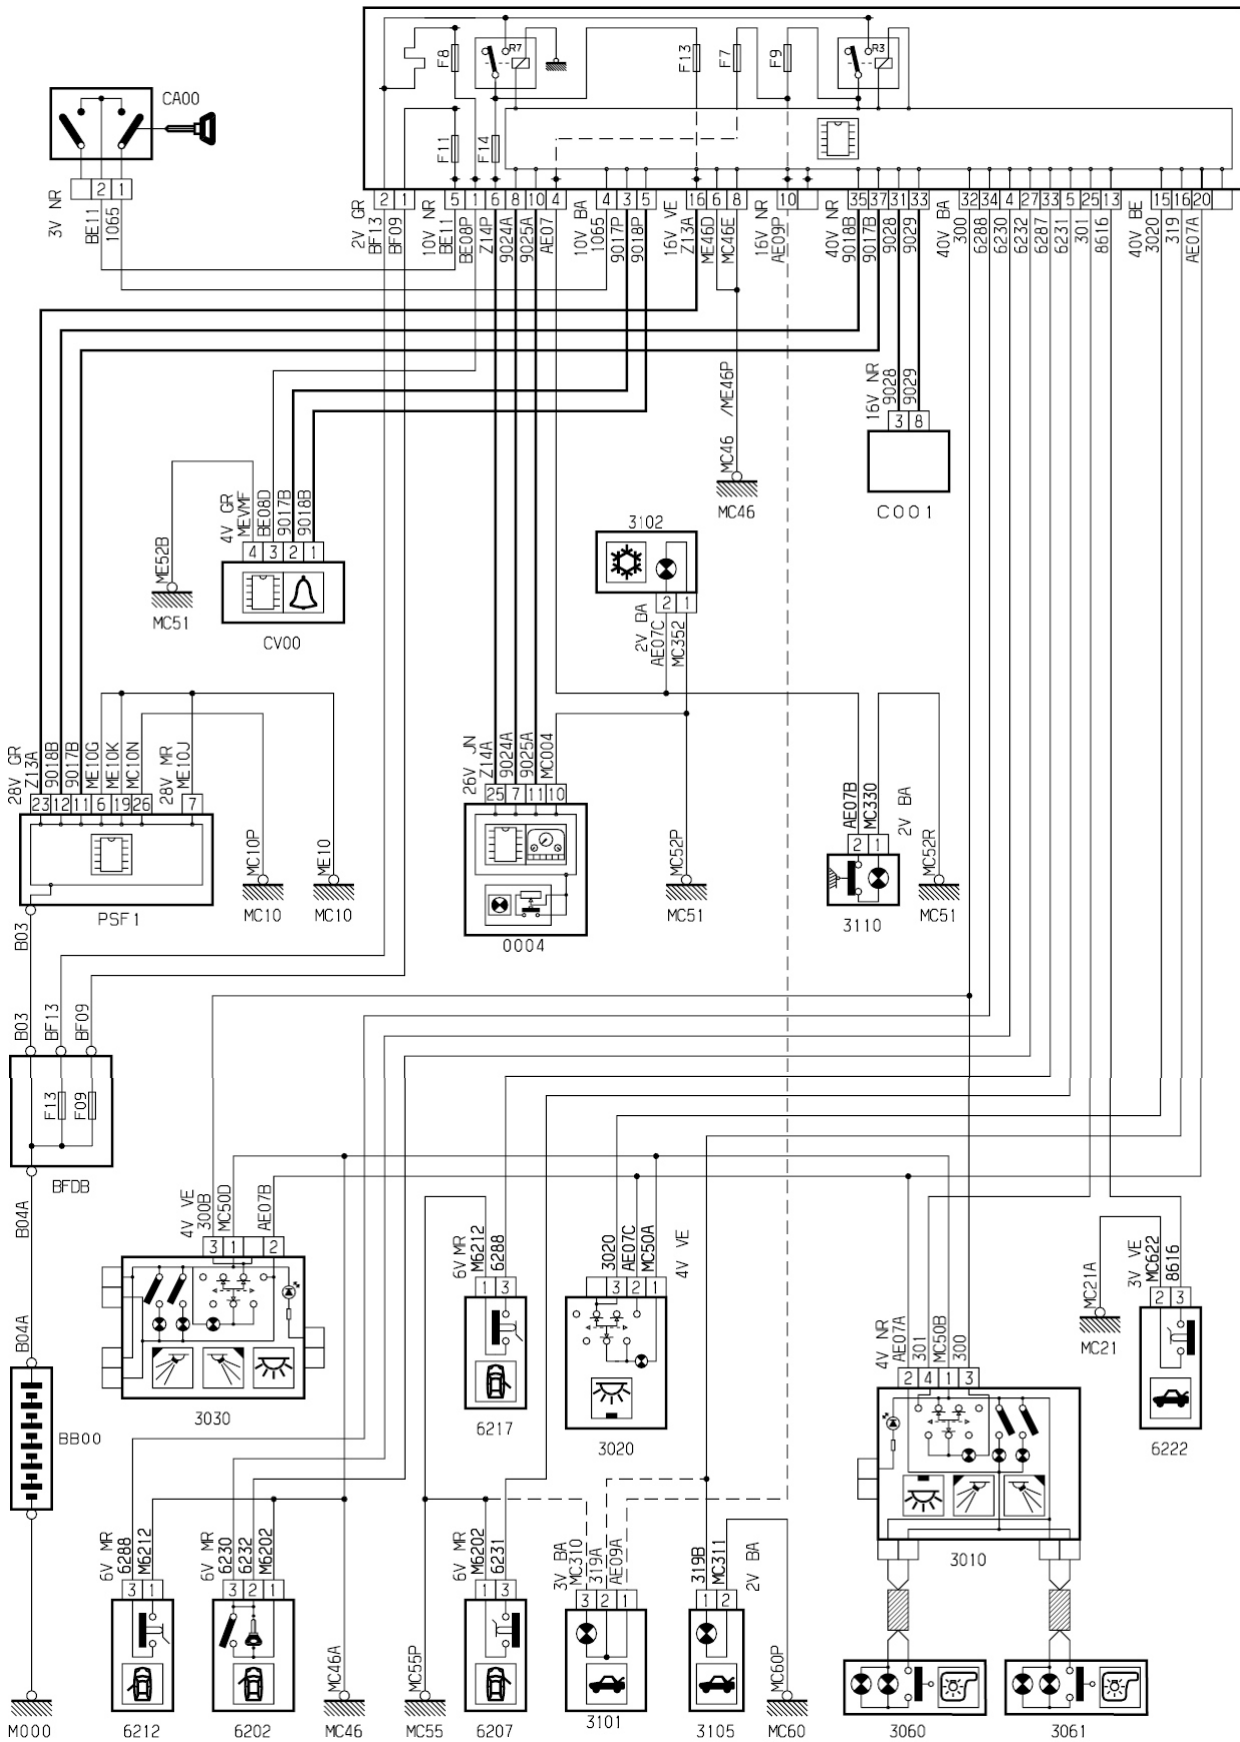 F8
R7
F13
F7
F9
R3
CA00
F11
F14
2 1
3V NR
BE11
1065
2 1 5 1 6 8 10 4 4 3 5 16 6 8 10 35 37 31 33 32 34 4 27 33 5 25 13 15 16 20
2V GR
BF13
BF09
10V NR
BE11
BE08P
Z14P
9024A
9025A
AE07
10V BA
1065
9017P
9018P
16V VE
Z13A
ME46D
MC46E
16V NR
AE09P
40V NR
9018B
9017B
9028
9029
40V BA
300
6288
6230
6232
6287
6231
301
8616
40V BE
3020
319
AE07A
16V NR
9028
9029
3 8
C001
MC46 /ME46P
MC46
4V GR
MEVMF
BE08D
9017B
9018B
4 3 2 1
CV00
ME52B
MC51
3102
2 1
2V BA
AE07C
MC352
28V GR
Z13A
9018B
9017B
ME10G
ME10K
MC10N
28V MR
ME10J
23 12 11 6 19 26 7
PSF1
MC10P
MC10
ME10
MC10
26V JN
Z14A
9024A
9025A
MC004
25 7 11 10
0004
MC52P
MC51
AE07B
MC330
2V BA
2 1
3110
MC52R
MC51
B03
B03
BF13
BF09
F13
F09
BFDB
B04A
B04A
BB00
M000
4V VE
300B
MC50D
AE07B
3 1 2
3030
6V MR
M6212
6288
1 3
6217
3020
AE07C
MC50A
4V VE
3 2 1
3020
4V NR
AE07A
301
MC50B
300
2 4 1 3
3010
MC21A
MC21
3V VE
MC622
8616
2 3
6222
6V MR
6288
M6212
3 1
6212
6V MR
6230
6232
M6202
3 2 1
6202
MC46A
MC46
MC55P
MC55
6V MR
M6202
6231
1 3
6207
3V BA
MC310
319A
AE09A
3 2 1
3101
319B
MC311
2V BA
1 2
3105
MC60P
MC60
3060
3061